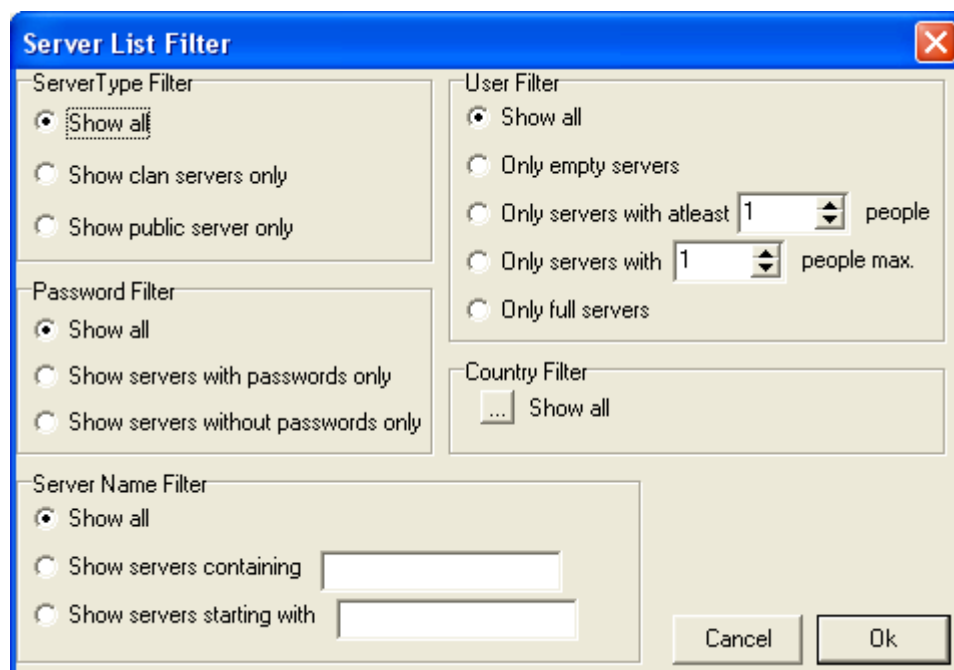 Server List Filter
ServerType Filter
Show all
Show clan servers only
Show public server only
Password Filter
Show all
Show servers with passwords only
Show servers without passwords only
User Filter
Show all
Only empty servers
Only servers with atleast 1 people
Only servers with 1 people max.
Only full servers
Country Filter
... Show all
Server Name Filter
Show all
Show servers containing
Show servers starting with
Cancel Ok